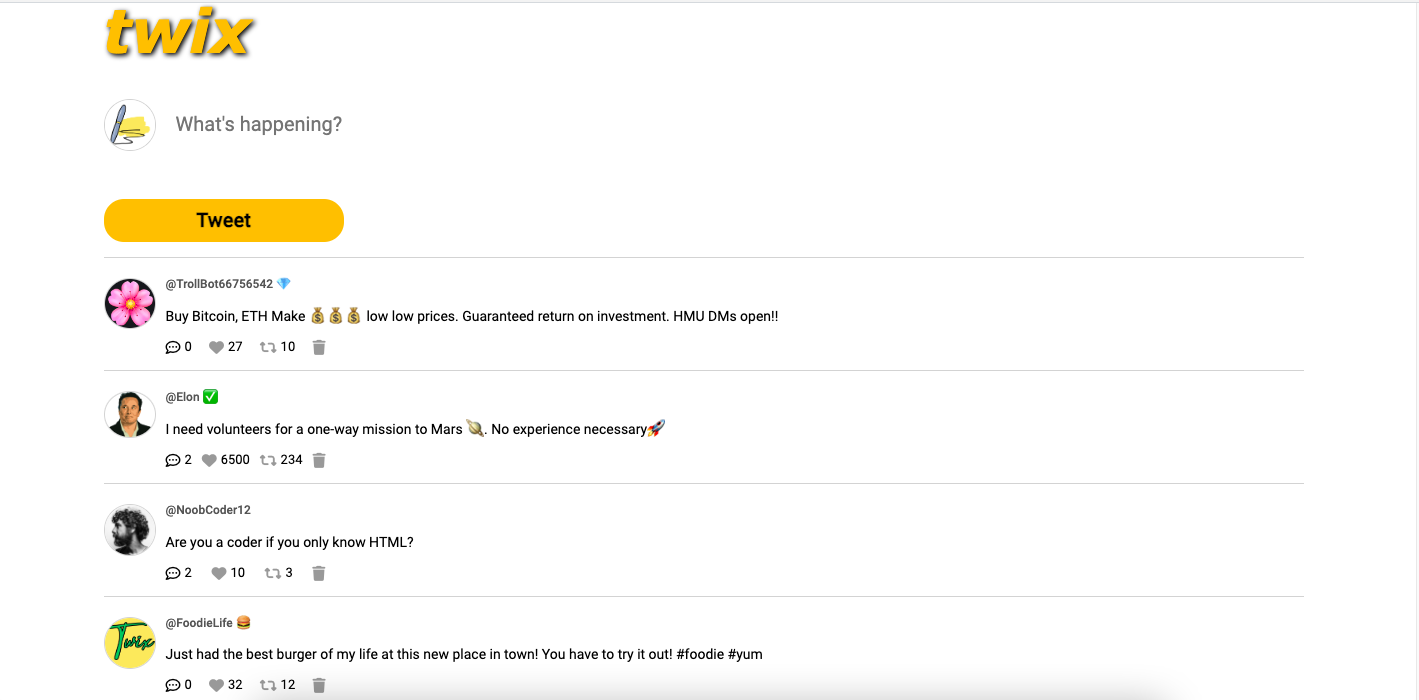 twix
What's happening?
Tweet
@TrollBot66756542 💎
Buy Bitcoin, ETH Make 💰💰💰 low low prices. Guaranteed return on investment. HMU DMs open!!
0 27 10
@Elon ✅
I need volunteers for a one-way mission to Mars 🪐. No experience necessary🚀
2 6500 234
@NoobCoder12
Are you a coder if you only know HTML?
2 10 3
Twix
@FoodieLife 🍔
Just had the best burger of my life at this new place in town! You have to try it out! #foodie #yum
0 32 12